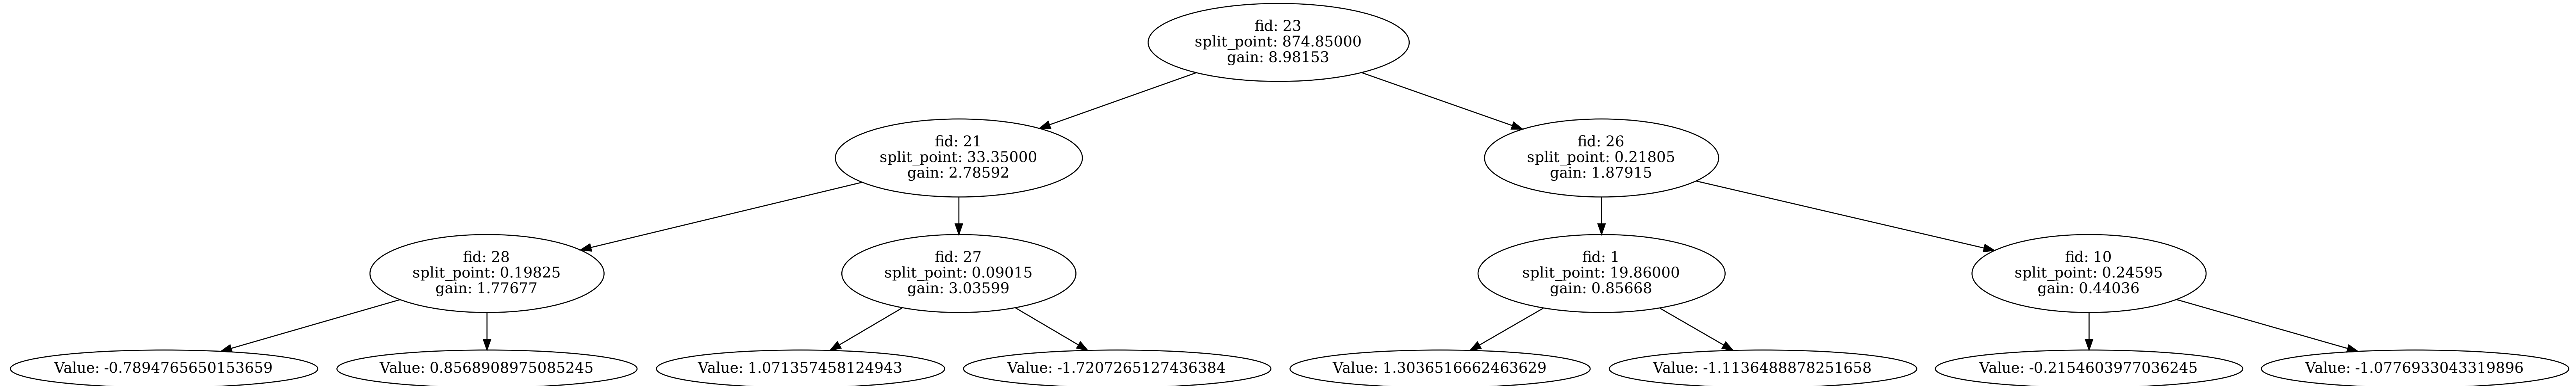 fid: 23
split_point: 874.85000
gain: 8.98153
fid: 21
split_point: 33.35000
gain: 2.78592
fid: 26
split_point: 0.21805
gain: 1.87915
fid: 28
split_point: 0.19825
gain: 1.77677
fid: 27
split_point: 0.09015
gain: 3.03599
fid: 1
split_point: 19.86000
gain: 0.85668
fid: 10
split_point: 0.24595
gain: 0.44036
Value: -0.7894765650153659
Value: 0.8568908975085245
Value: 1.071357458124943
Value: -1.7207265127436384
Value: 1.3036516662463629
Value: -1.1136488878251658
Value: -0.2154603977036245
Value: -1.0776933043319896